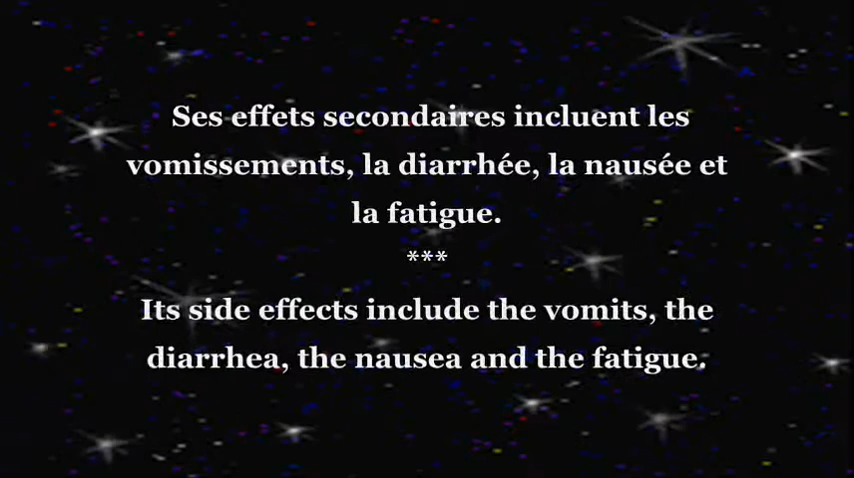 Ses effets secondaires incluent les
vomissements, la diarrhée, la nausée et
la fatigue.
***
Its side effects include the vomits, the
diarrhea, the nausea and the fatigue.